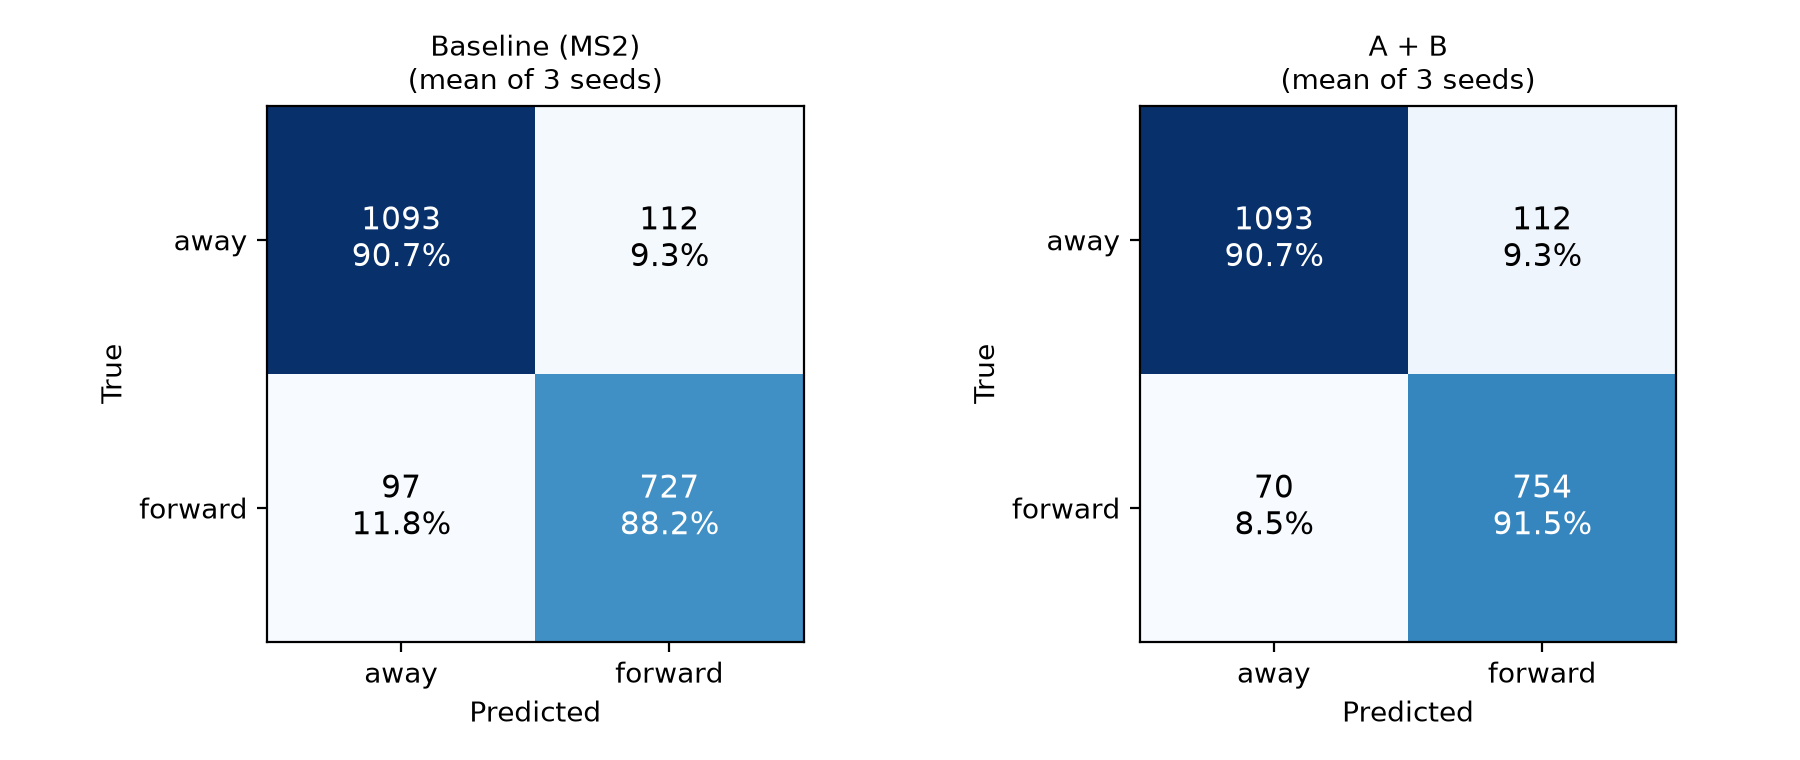 Baseline (MS2)
(mean of 3 seeds)
True
away
1093
90.7%
112
9.3%
forward
97
11.8%
727
88.2%
away
forward
Predicted
A + B
(mean of 3 seeds)
True
away
1093
90.7%
112
9.3%
forward
70
8.5%
754
91.5%
away
forward
Predicted